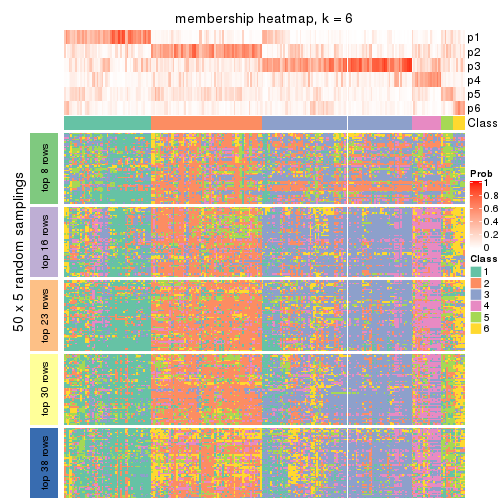 membership heatmap, k = 6
p1
p2
p3
p4
p5
p6
Class
50 x 5 random samplings
top 8 rows
top 16 rows
top 23 rows
top 30 rows
top 38 rows
Prob
1
0.8
0.6
0.4
0.2
0
Class
1
2
3
4
5
6